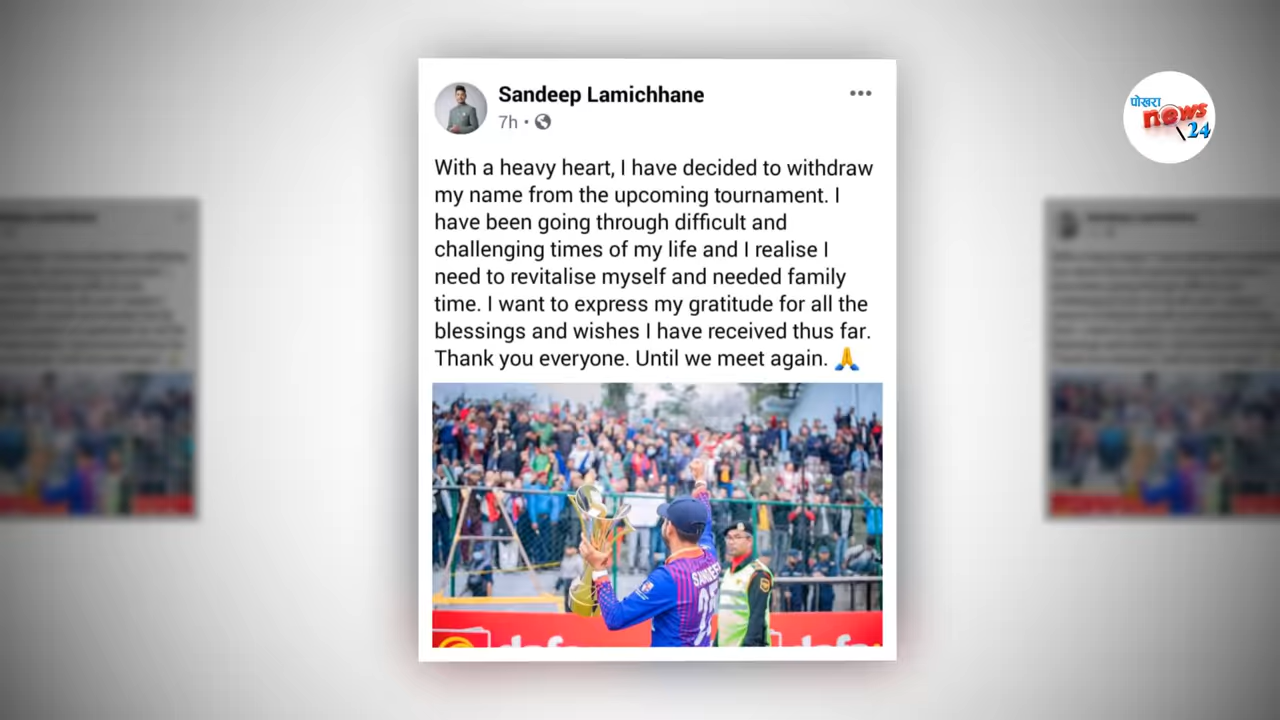 Sandeep Lamichhane
7h
With a heavy heart, I have decided to withdraw
my name from the upcoming tournament. I
have been going through difficult and
challenging times of my life and I realise I
need to revitalise myself and needed family
time. I want to express my gratitude for all the
blessings and wishes I have received thus far.
Thank you everyone. Until we meet again. 🙏
पोखरा
news
24
SANDEEP